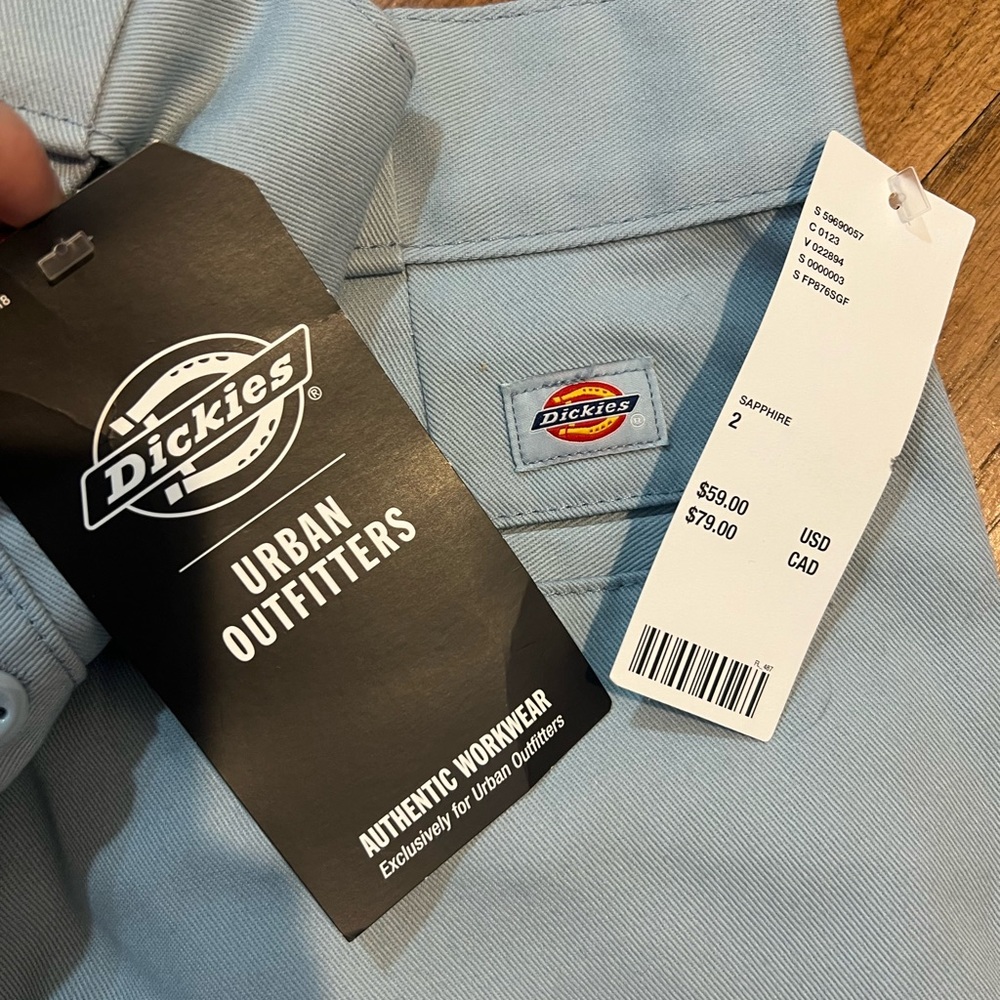 Dickies®
URBAN
OUTFITTERS
AUTHENTIC WORKWEAR
Exclusively for Urban Outfitters
Dickies®
S 59690057
C 0123
V 022894
S 0000003
S FP876SGF
SAPPHIRE
2
$59.00 USD
$79.00 CAD
FL_487